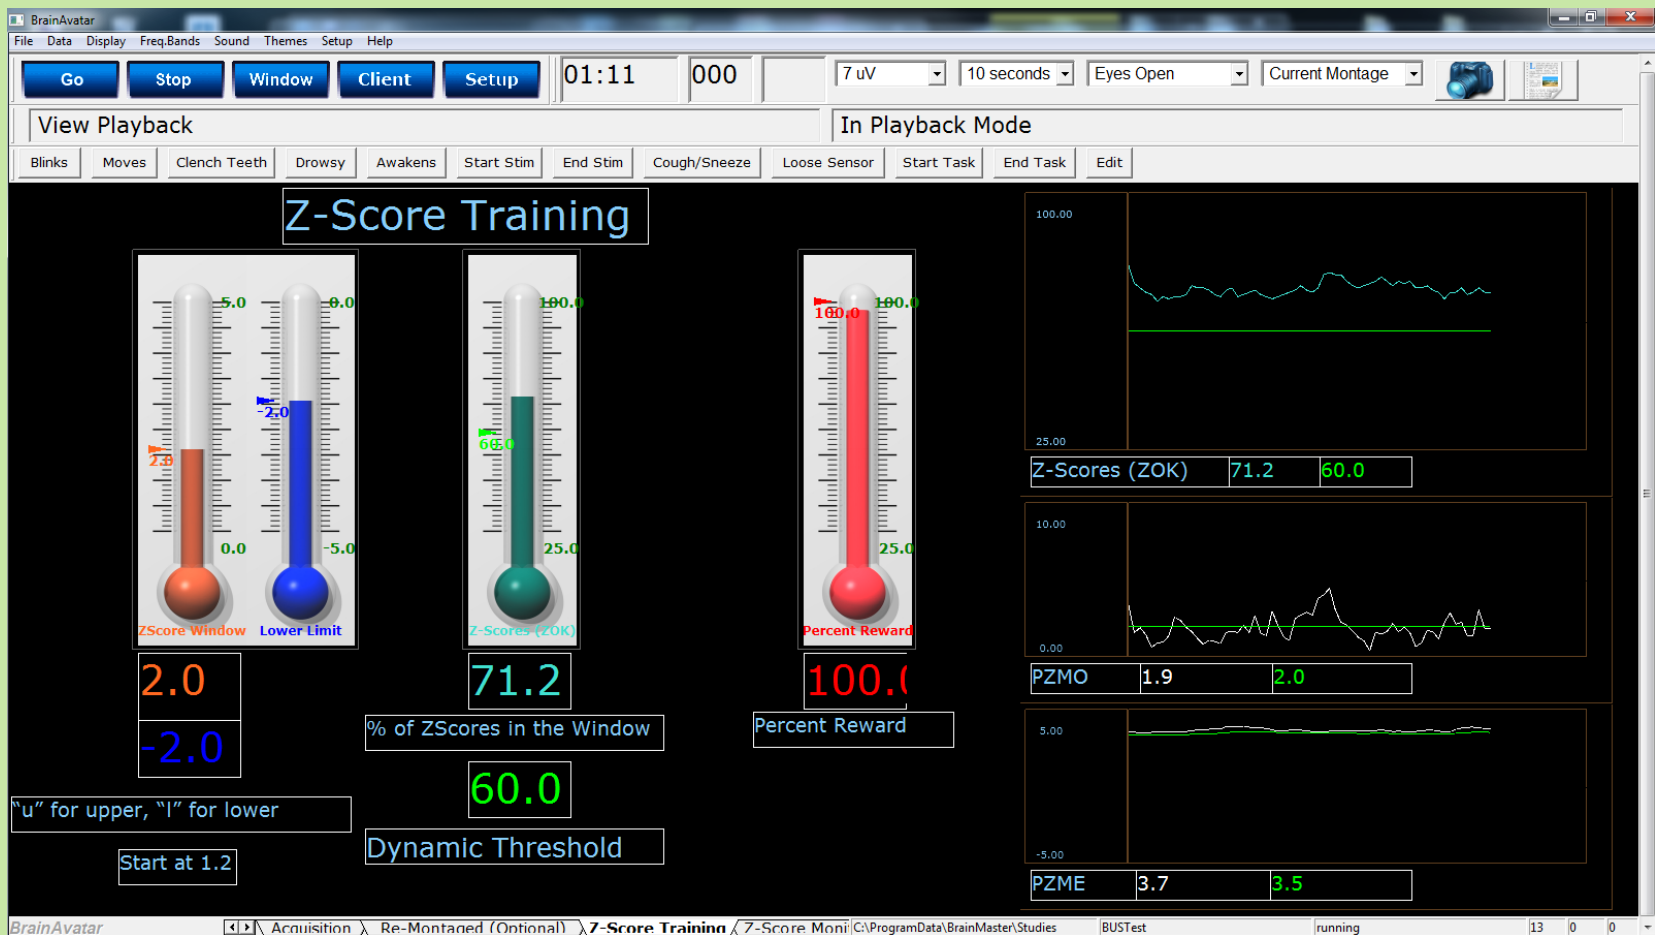 BrainAvatar
File Data Display Freq.Bands Sound Themes Setup Help
Go Stop Window Client Setup 01:11 000 7 uV 10 seconds Eyes Open Current Montage
View Playback In Playback Mode
Blinks Moves Clench Teeth Drowsy Awakens Start Stim End Stim Cough/Sneeze Loose Sensor Start Task End Task Edit
Z-Score Training
5.0 0.0 100.0 100.0 100.0
-2.0
2.0
60.0
0.0 -5.0 25.0 25.0
ZScore Window Lower Limit Z-Scores (ZOK) Percent Reward
2.0 71.2 100.0
-2.0
% of ZScores in the Window
Percent Reward
60.0
"u" for upper, "l" for lower
Dynamic Threshold
Start at 1.2
100.00
25.00
Z-Scores (ZOK) 71.2 60.0
10.00
0.00
PZMO 1.9 2.0
5.00
-5.00
PZME 3.7 3.5
BrainAvatar Acquisition Re-Montaged (Optional) Z-Score Training Z-Score Moni C:\ProgramData\BrainMaster\Studies BUSTest running 13 0 0